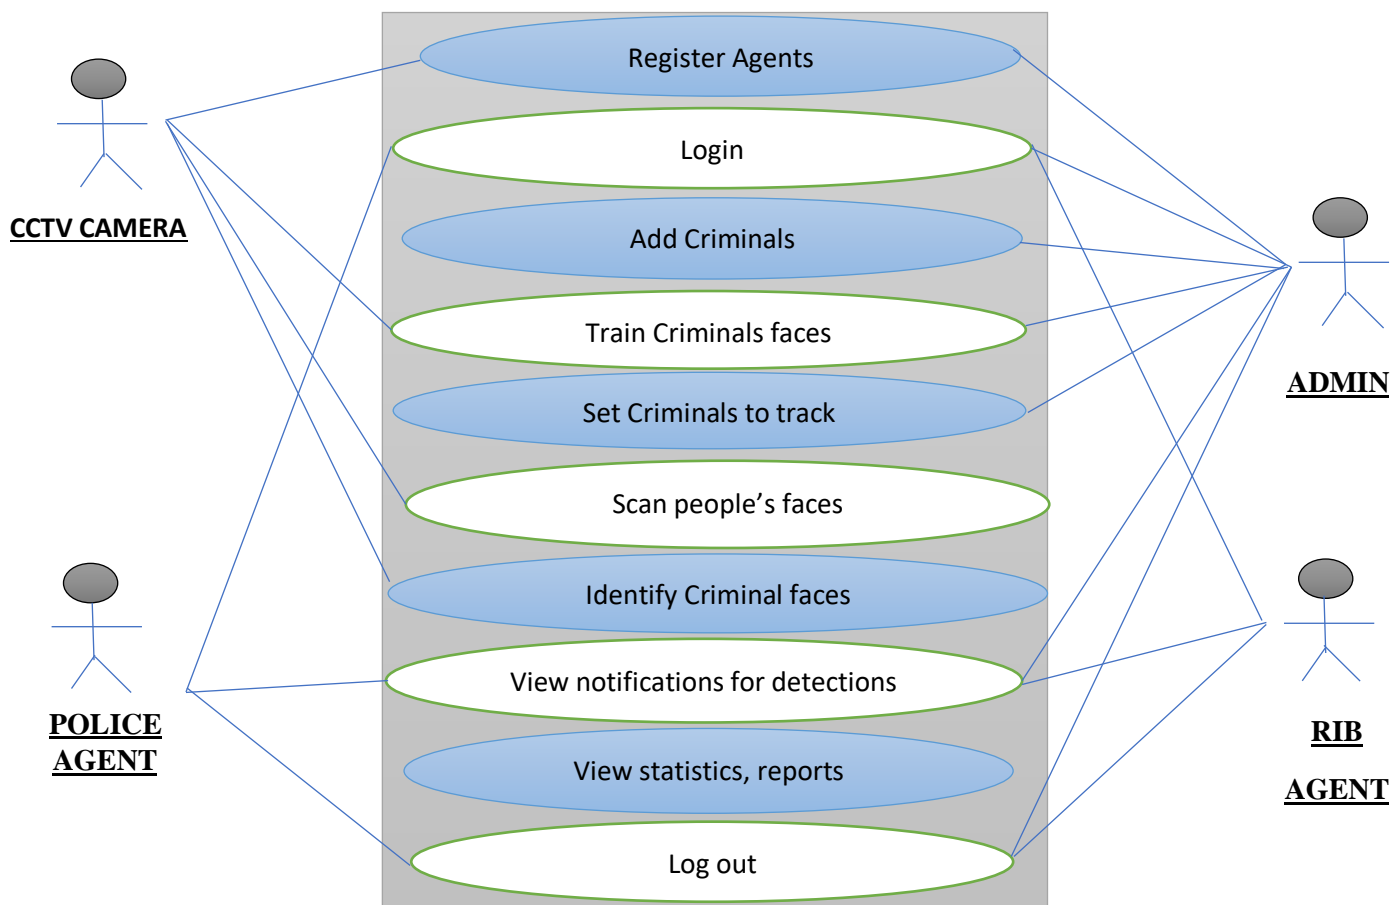 Register Agents
Login
CCTV CAMERA
Add Criminals
Train Criminals faces
ADMIN
Set Criminals to track
Scan people’s faces
Identify Criminal faces
View notifications for detections
POLICE
AGENT
RIB
AGENT
View statistics, reports
Log out